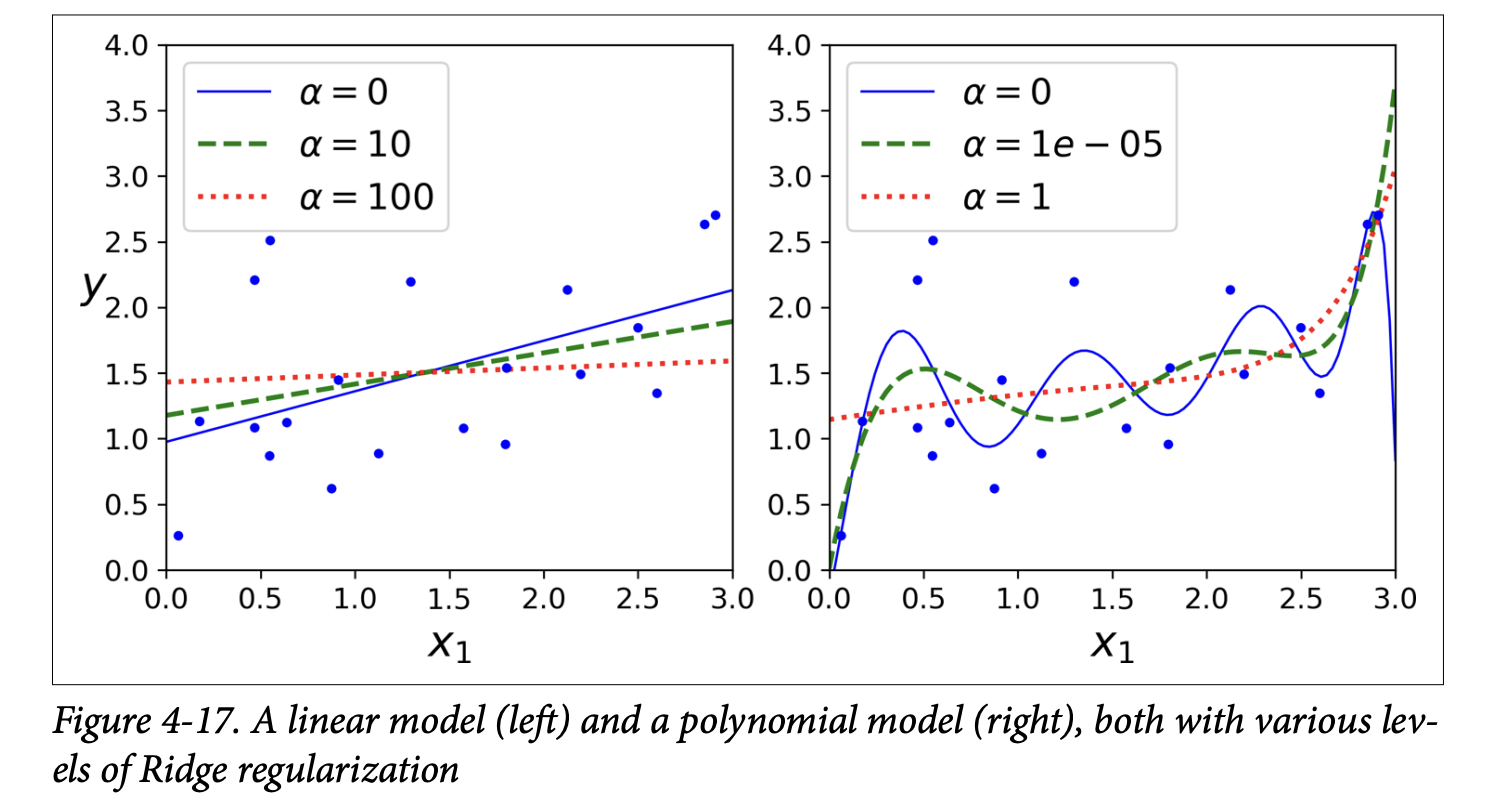 4.0
3.5
3.0
2.5
2.0
1.5
1.0
0.5
0.0
y
α = 0
α = 10
α = 100
0.0 0.5 1.0 1.5 2.0 2.5 3.0
x₁
4.0
3.5
3.0
2.5
2.0
1.5
1.0
0.5
0.0
α = 0
α = 1e − 05
α = 1
0.0 0.5 1.0 1.5 2.0 2.5 3.0
x₁
Figure 4-17. A linear model (left) and a polynomial model (right), both with various lev-
els of Ridge regularization